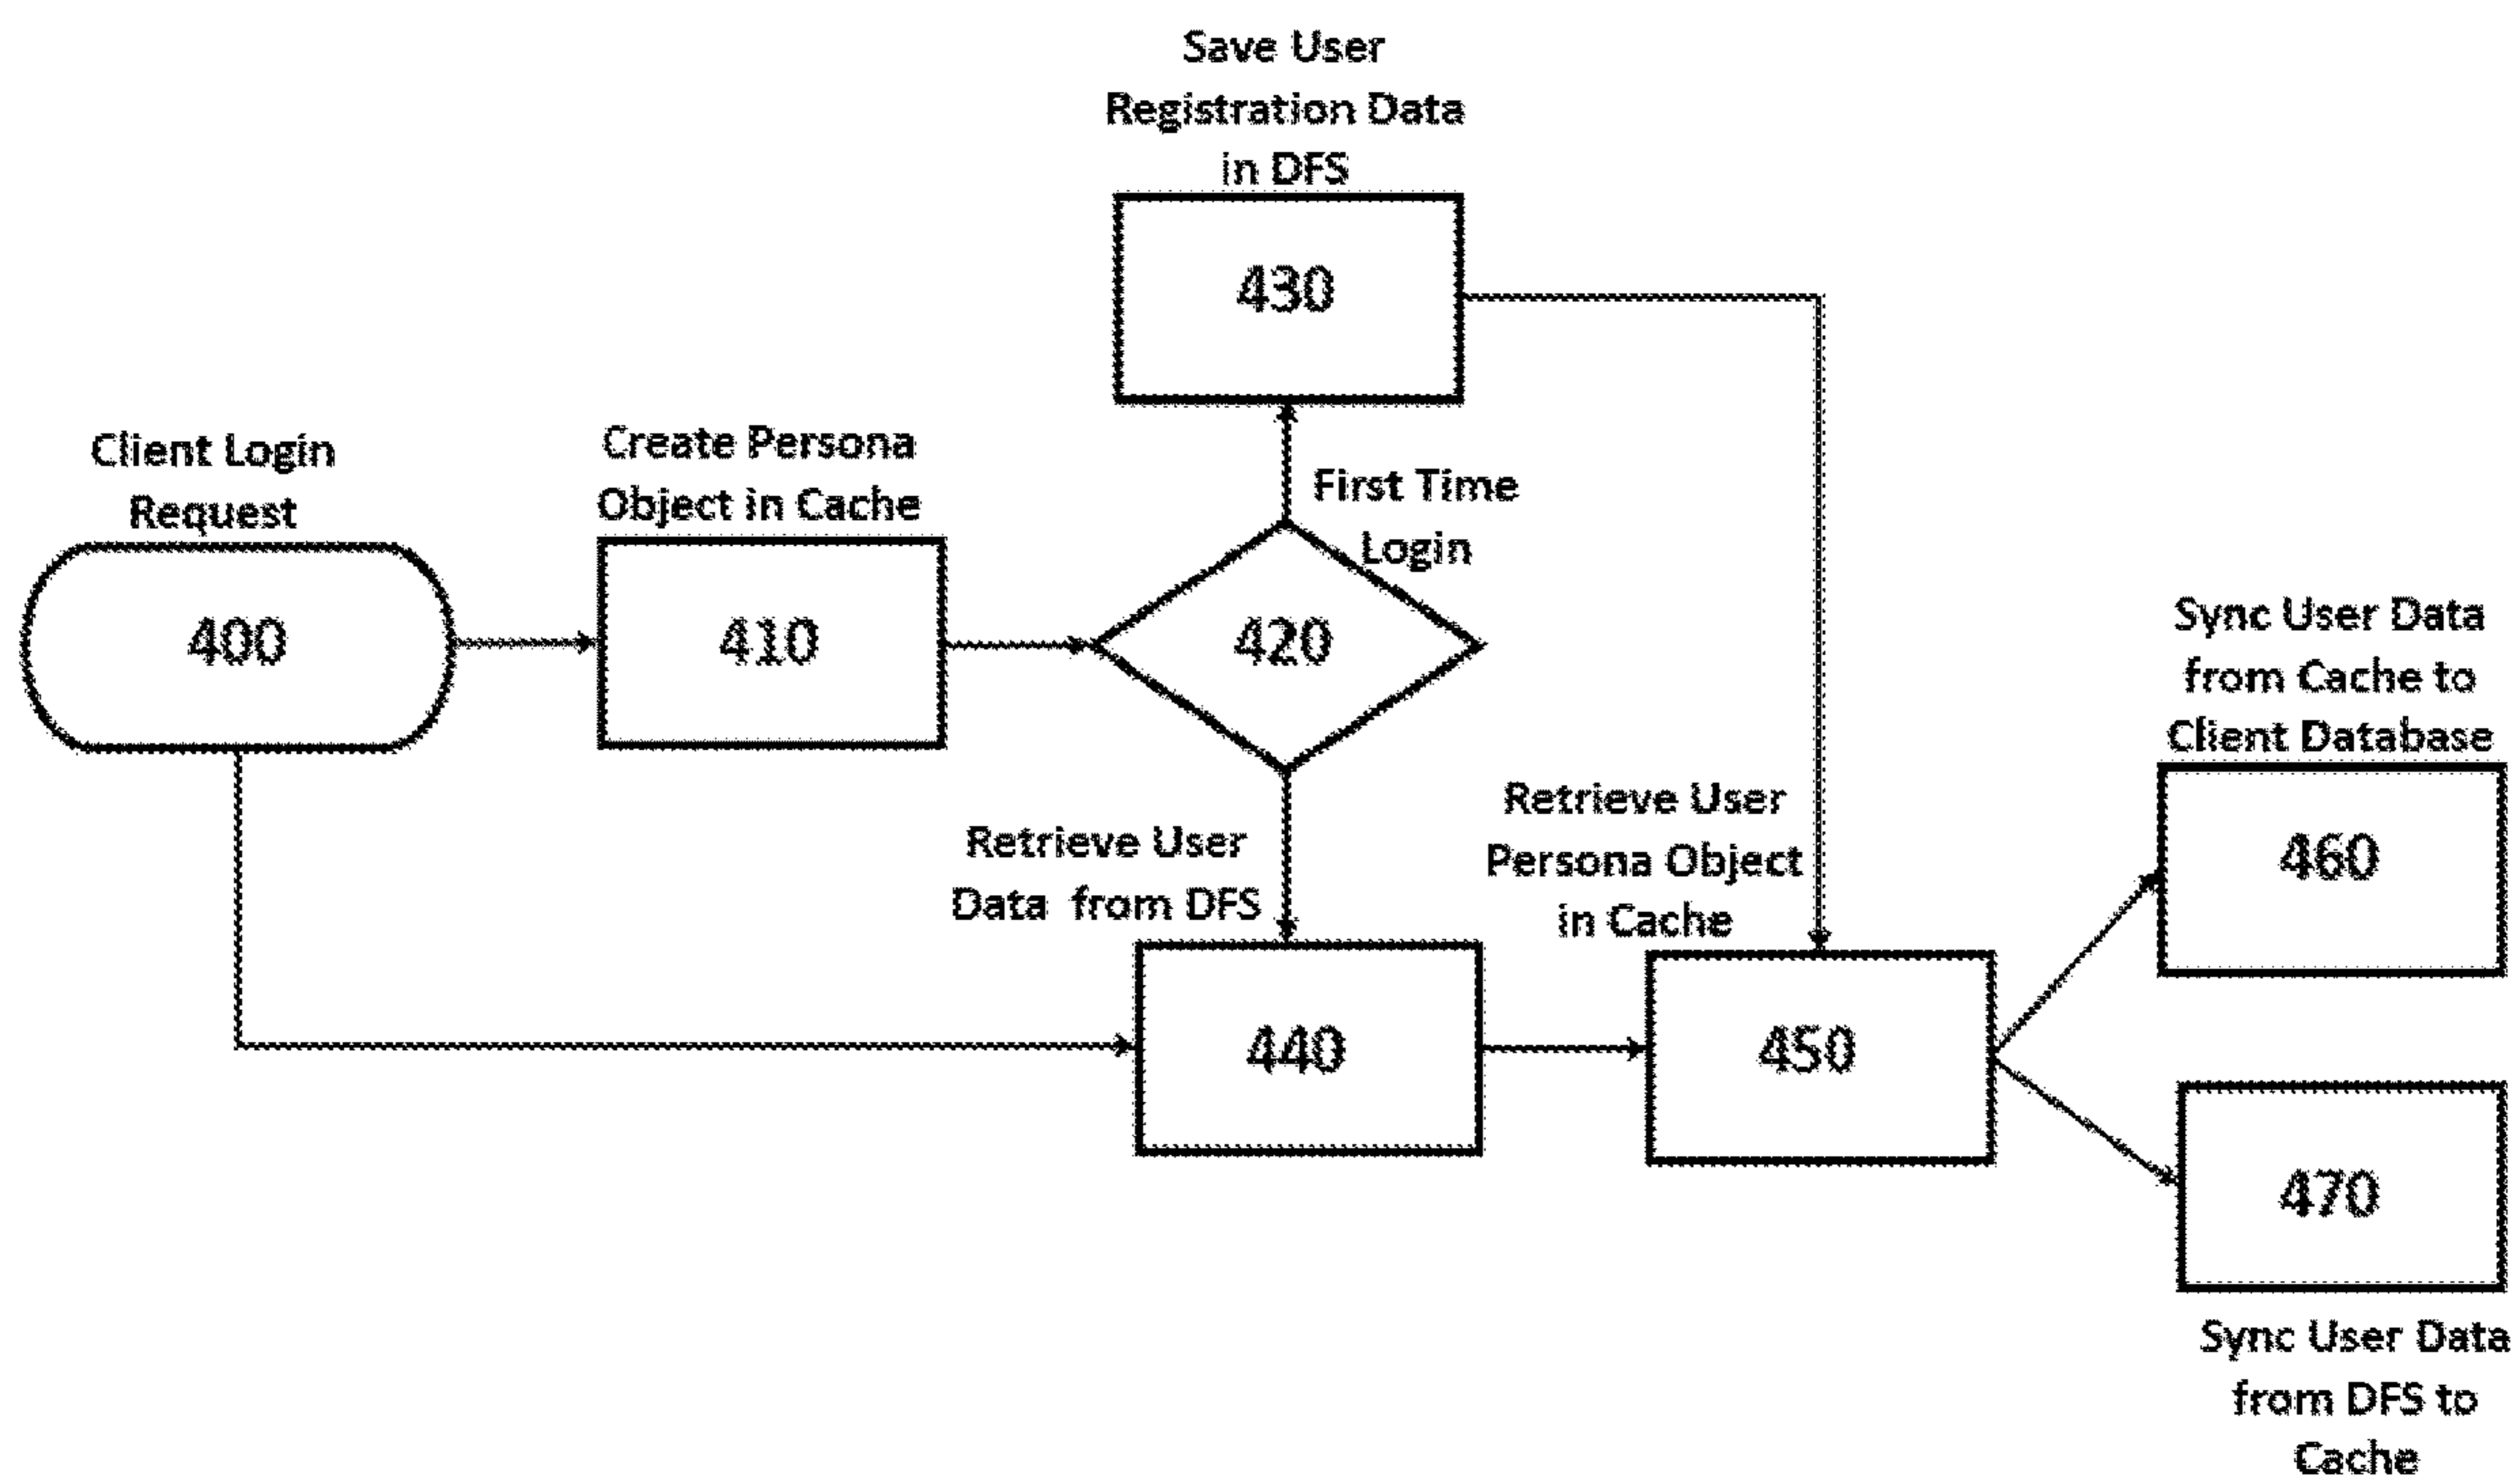 Save User
Registration Data
in DFS
430
Client Login
Request
400
Create Persona
Object in Cache
410
First Time
Login
420
Retrieve User
Data from DFS
440
Retrieve User
Persona Object
in Cache
450
Sync User Data
from Cache to
Client Database
460
470
Sync User Data
from DFS to
Cache